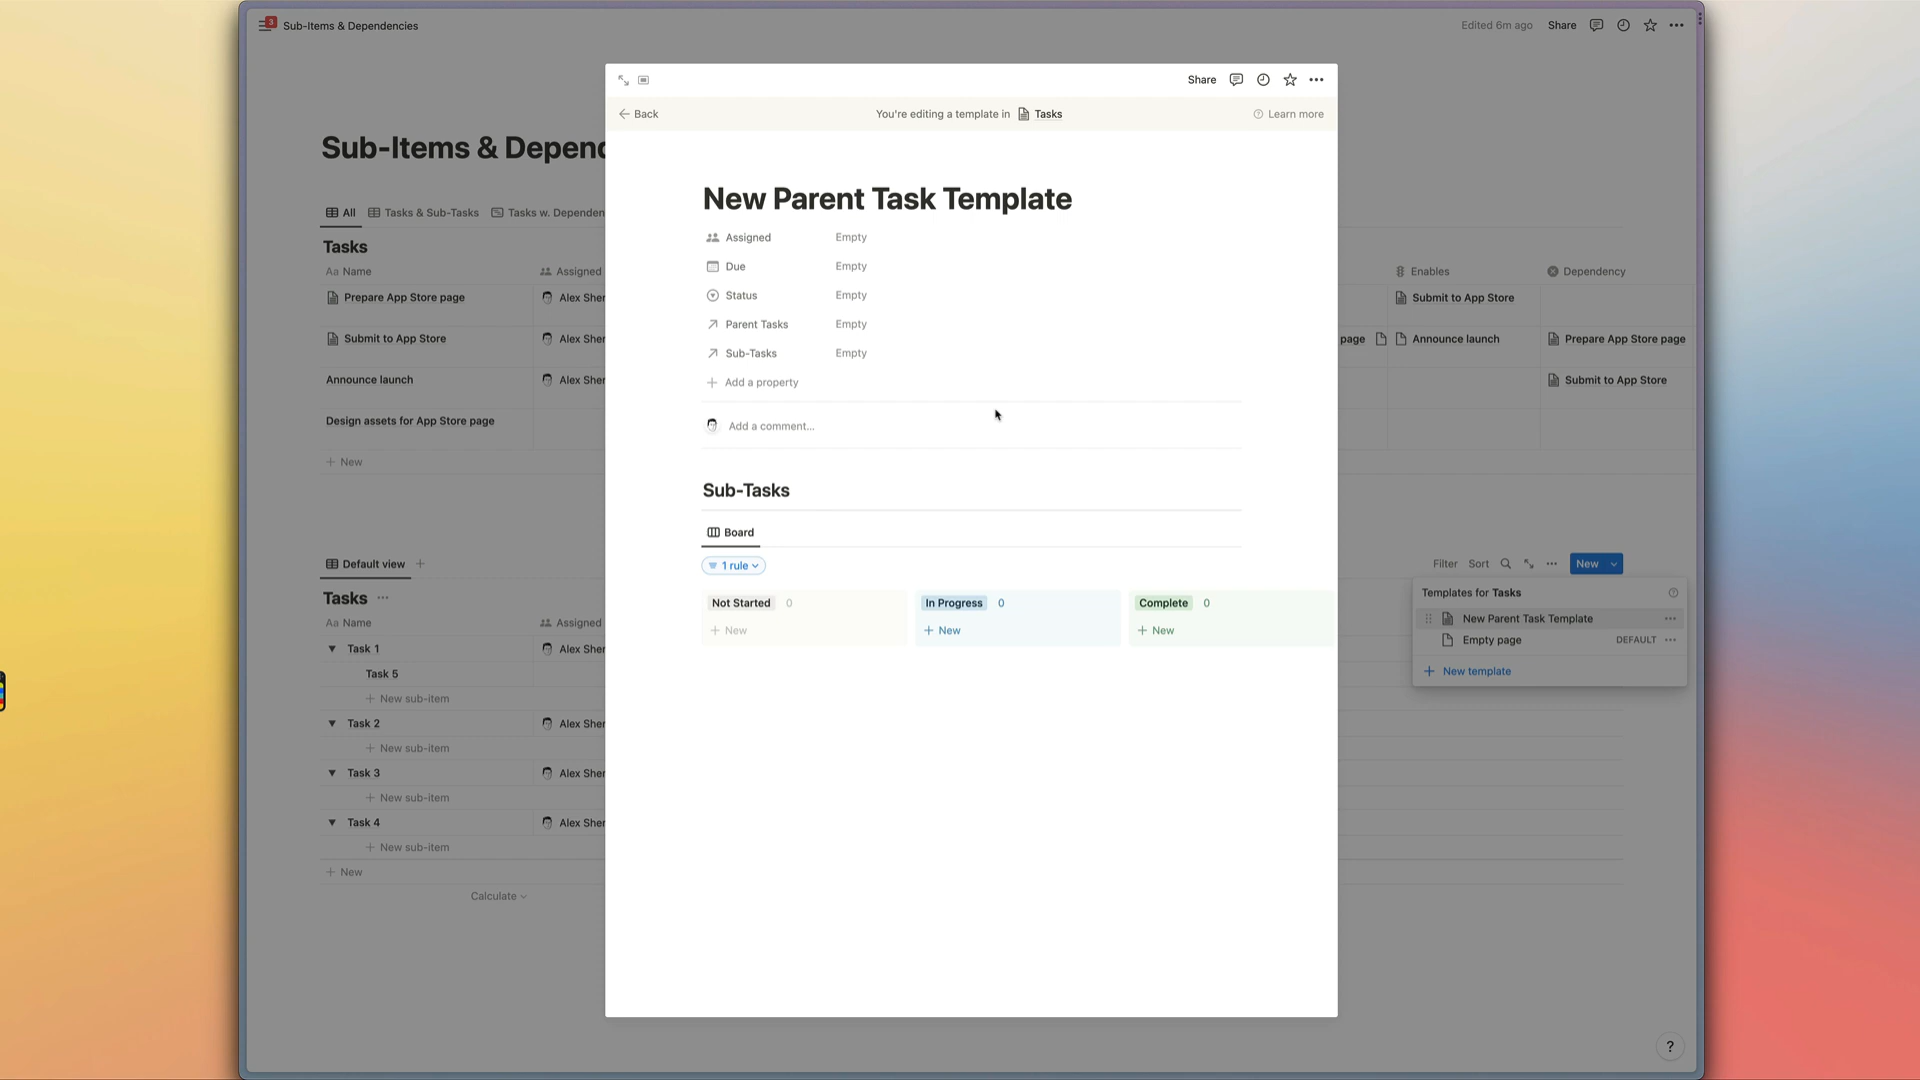 3
Sub-Items & Dependencies
Edited 6m ago Share
Sub-Items & Depend
All Tasks & Sub-Tasks Tasks w. Dependen
Tasks
Aa Name Assigned Enables Dependency
Prepare App Store page Alex Sher Submit to App Store
Submit to App Store Alex Sher page Announce launch Prepare App Store page
Announce launch Alex Sher Submit to App Store
Design assets for App Store page
+ New
Default view +
Filter Sort New
Tasks
Aa Name Assigned
Task 1 Alex Sher
Task 5
+ New sub-item
Task 2 Alex Sher
+ New sub-item
Task 3 Alex Sher
+ New sub-item
Task 4 Alex Sher
+ New sub-item
+ New
Calculate
Share
Back
You're editing a template in Tasks
Learn more
New Parent Task Template
Assigned Empty
Due Empty
Status Empty
Parent Tasks Empty
Sub-Tasks Empty
+ Add a property
Add a comment...
Sub-Tasks
Board
1 rule
Not Started 0 In Progress 0 Complete 0
+ New + New + New
Templates for Tasks
New Parent Task Template
Empty page DEFAULT
+ New template
?